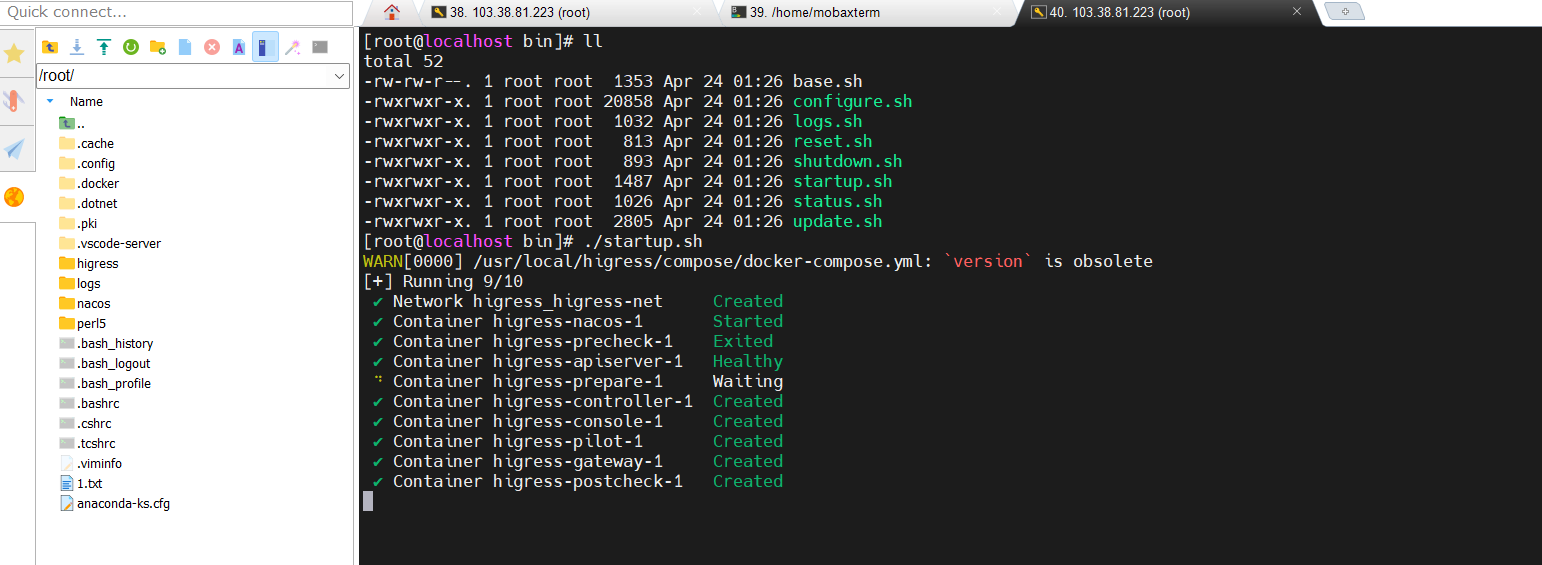 Quick connect...
38. 103.38.81.223 (root)
39. /home/mobaxterm
40. 103.38.81.223 (root)
/root/
Name
..
.cache
.config
.docker
.dotnet
.pki
.vscode-server
higress
logs
nacos
perl5
.bash_history
.bash_logout
.bash_profile
.bashrc
.cshrc
.tcshrc
.viminfo
1.txt
anaconda-ks.cfg
[root@localhost bin]# ll
total 52
-rw-rw-r--. 1 root root  1353 Apr 24 01:26 base.sh
-rwxrwxr-x. 1 root root 20858 Apr 24 01:26 configure.sh
-rwxrwxr-x. 1 root root  1032 Apr 24 01:26 logs.sh
-rwxrwxr-x. 1 root root   813 Apr 24 01:26 reset.sh
-rwxrwxr-x. 1 root root   893 Apr 24 01:26 shutdown.sh
-rwxrwxr-x. 1 root root  1487 Apr 24 01:26 startup.sh
-rwxrwxr-x. 1 root root  1026 Apr 24 01:26 status.sh
-rwxrwxr-x. 1 root root  2805 Apr 24 01:26 update.sh
[root@localhost bin]# ./startup.sh
WARN[0000] /usr/local/higress/compose/docker-compose.yml: `version` is obsolete
[+] Running 9/10
✔ Network higress_higress-net     Created
✔ Container higress-nacos-1       Started
✔ Container higress-precheck-1    Exited
✔ Container higress-apiserver-1   Healthy
⠙ Container higress-prepare-1     Waiting
✔ Container higress-controller-1  Created
✔ Container higress-console-1     Created
✔ Container higress-pilot-1       Created
✔ Container higress-gateway-1     Created
✔ Container higress-postcheck-1   Created